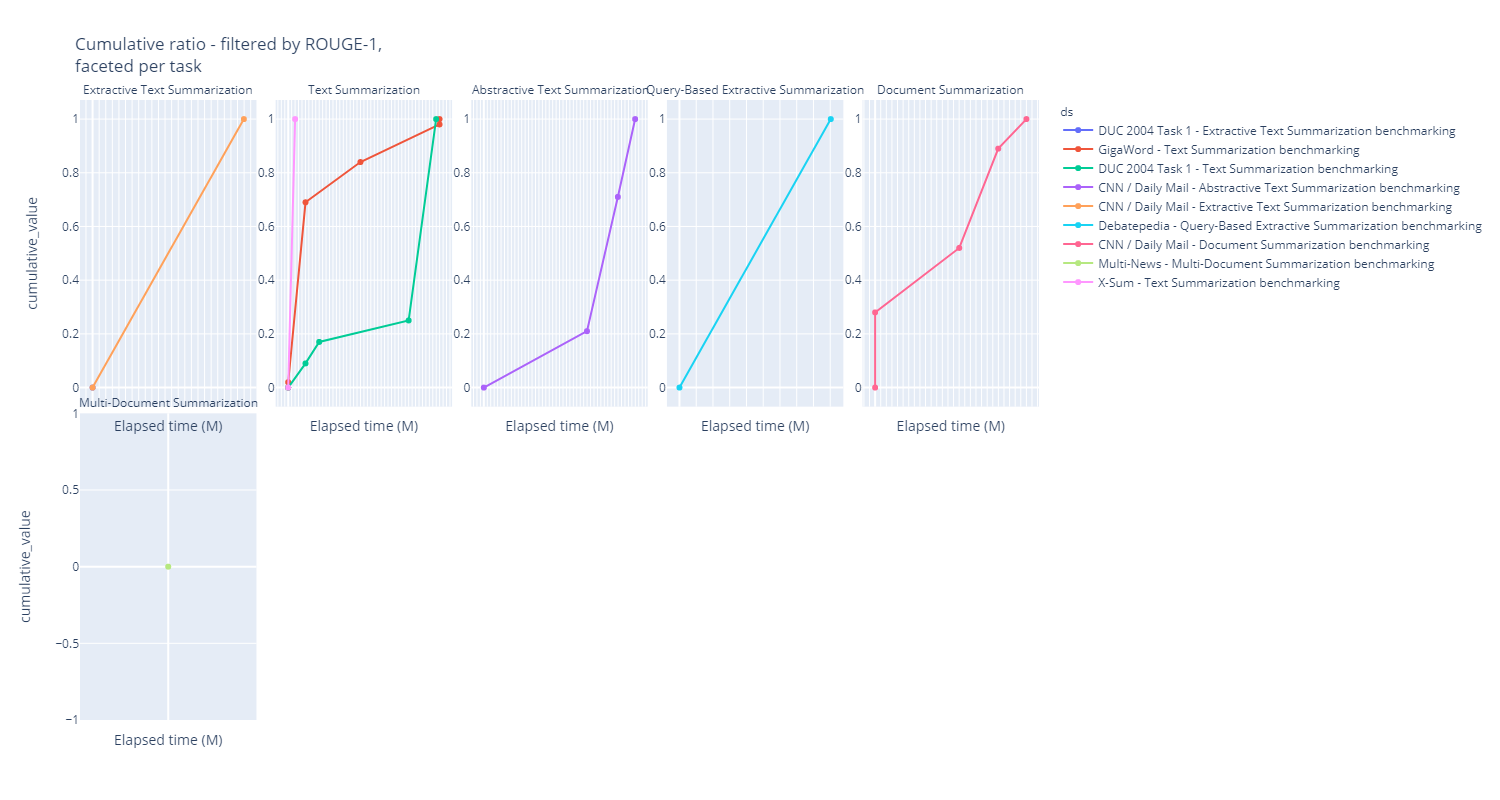 Cumulative ratio - filtered by ROUGE-1,
faceted per task
Extractive Text Summarization
Text Summarization
Abstractive Text Summarization
Query-Based Extractive Summarization
Document Summarization
cumulative_value
1
0.8
0.6
0.4
0.2
0
1
0.8
0.6
0.4
0.2
0
1
0.8
0.6
0.4
0.2
0
1
0.8
0.6
0.4
0.2
0
1
0.8
0.6
0.4
0.2
0
Elapsed time (M)
Elapsed time (M)
Elapsed time (M)
Elapsed time (M)
Elapsed time (M)
ds
DUC 2004 Task 1 - Extractive Text Summarization benchmarking
GigaWord - Text Summarization benchmarking
DUC 2004 Task 1 - Text Summarization benchmarking
CNN / Daily Mail - Abstractive Text Summarization benchmarking
CNN / Daily Mail - Extractive Text Summarization benchmarking
Debatepedia - Query-Based Extractive Summarization benchmarking
CNN / Daily Mail - Document Summarization benchmarking
Multi-News - Multi-Document Summarization benchmarking
X-Sum - Text Summarization benchmarking
Multi-Document Summarization
cumulative_value
1
0.5
0
−0.5
−1
Elapsed time (M)